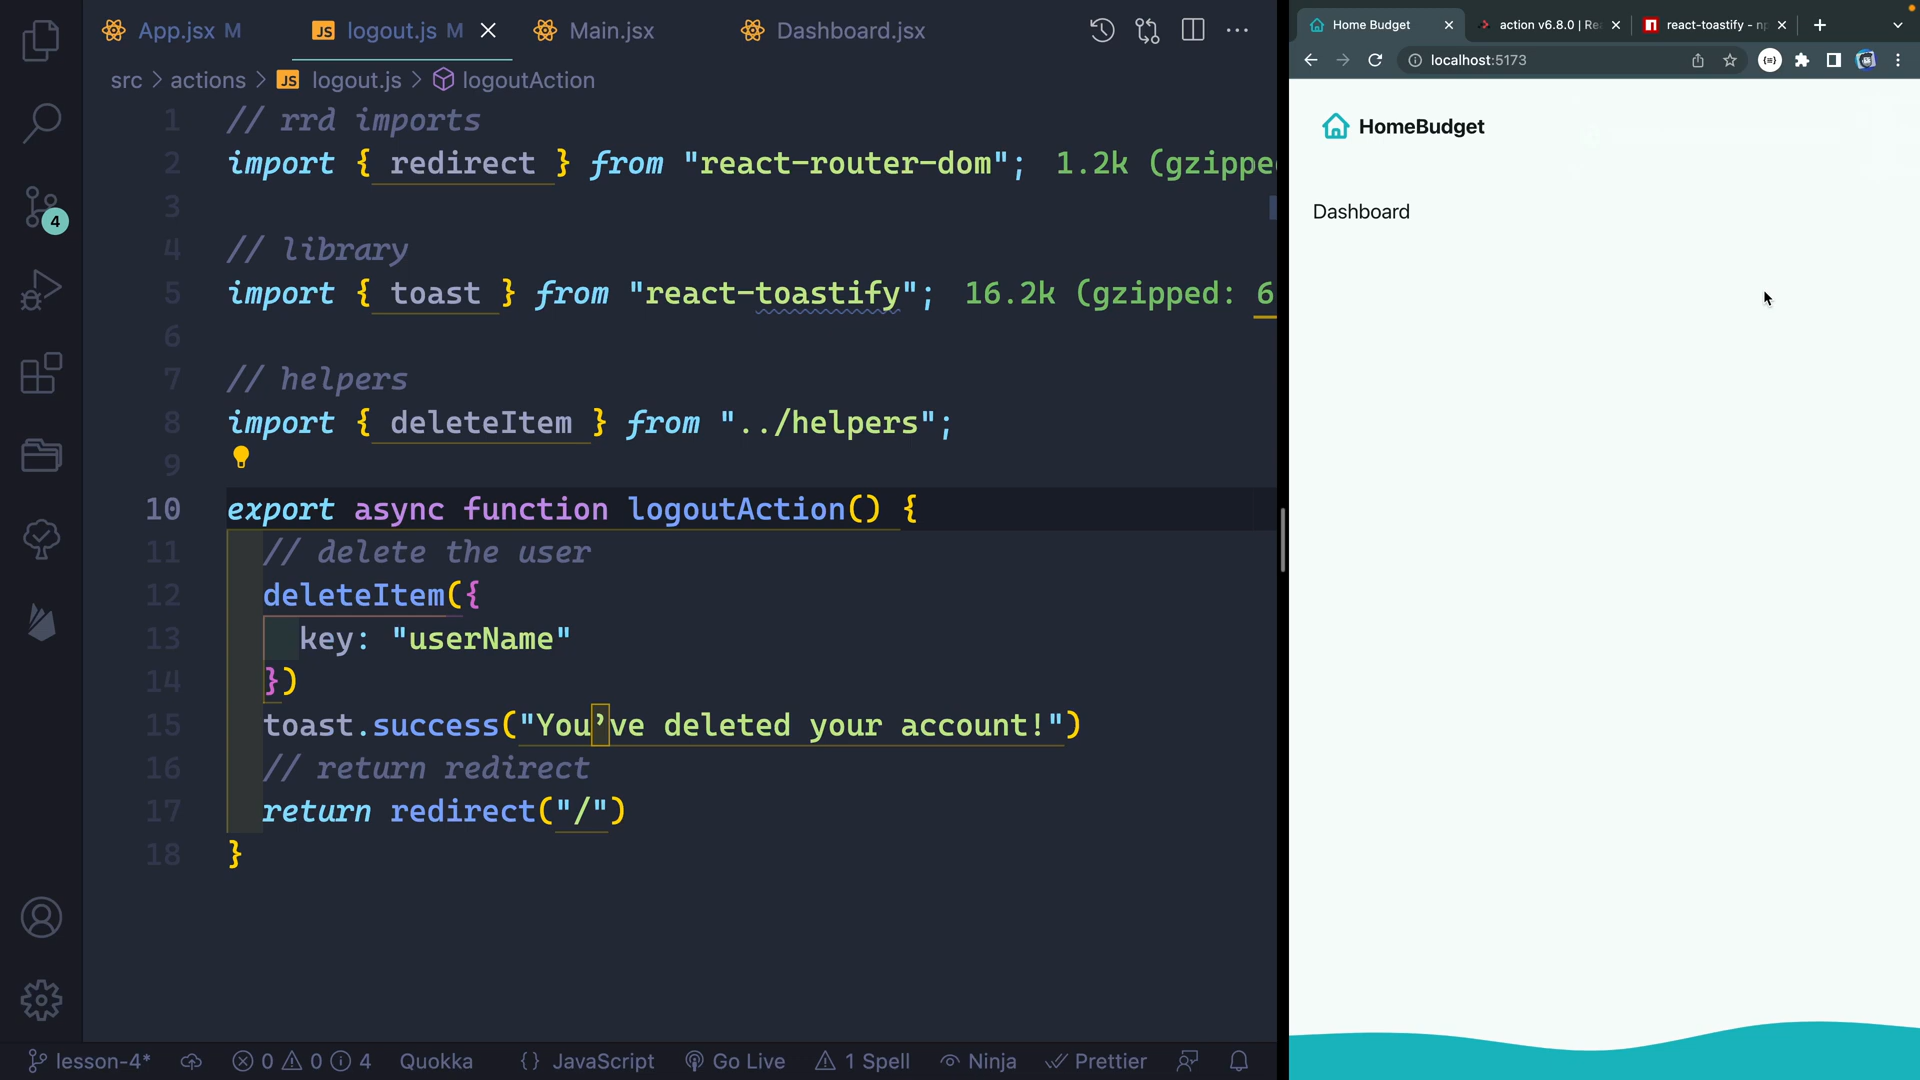 App.jsx M
JS logout.js M
Main.jsx
Dashboard.jsx
src > actions > JS logout.js > logoutAction
1 // rrd imports
2 import { redirect } from "react-router-dom"; 1.2k (gzipped
3
4 // library
5 import { toast } from "react-toastify"; 16.2k (gzipped: 6
6
7 // helpers
8 import { deleteItem } from "../helpers";
9
10 export async function logoutAction() {
11 // delete the user
12 deleteItem({
13 key: "userName"
14 })
15 toast.success("You’ve deleted your account!")
16 // return redirect
17 return redirect("/")
18 }
4
lesson-4* 0 0 4 Quokka {} JavaScript Go Live 1 Spell Ninja Prettier
Home Budget
action v6.8.0 | Re
react-toastify - np
localhost:5173
HomeBudget
Dashboard